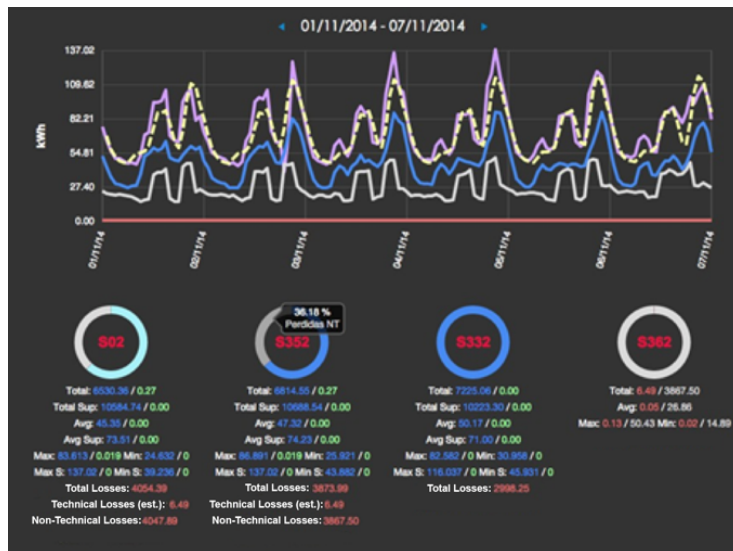 01/11/2014 - 07/11/2014
137.02
109.62
82.21
54.81
27.40
0.00
kWh
01/11/14
02/11/14
03/11/14
04/11/14
05/11/14
06/11/14
07/11/14
36.18 %
Perdidas NT
S02
Total: 6530.36 / 0.27
Total Sup: 10584.74 / 0.00
Avg: 45.35 / 0.00
Avg Sup: 73.51 / 0.00
Max: 83.613 / 0.019 Min: 24.632 / 0
Max S: 137.02 / 0 Min S: 39.236 / 0
Total Losses: 4054.39
Technical Losses (est.): 6.49
Non-Technical Losses: 4047.89
S352
Total: 6814.55 / 0.27
Total Sup: 10688.54 / 0.00
Avg: 47.32 / 0.00
Avg Sup: 74.23 / 0.00
Max: 86.891 / 0.019 Min: 25.921 / 0
Max S: 137.02 / 0 Min S: 43.882 / 0
Total Losses: 3873.99
Technical Losses (est.): 6.49
Non-Technical Losses: 3867.50
S332
Total: 7225.06 / 0.00
Total Sup: 10223.30 / 0.00
Avg: 50.17 / 0.00
Avg Sup: 71.00 / 0.00
Max: 82.582 / 0 Min: 30.958 / 0
Max S: 116.037 / 0 Min S: 45.931 / 0
Total Losses: 2998.25
S362
Total: 6.49 / 3867.50
Avg: 0.05 / 26.86
Max: 0.13 / 50.43 Min: 0.02 / 14.89